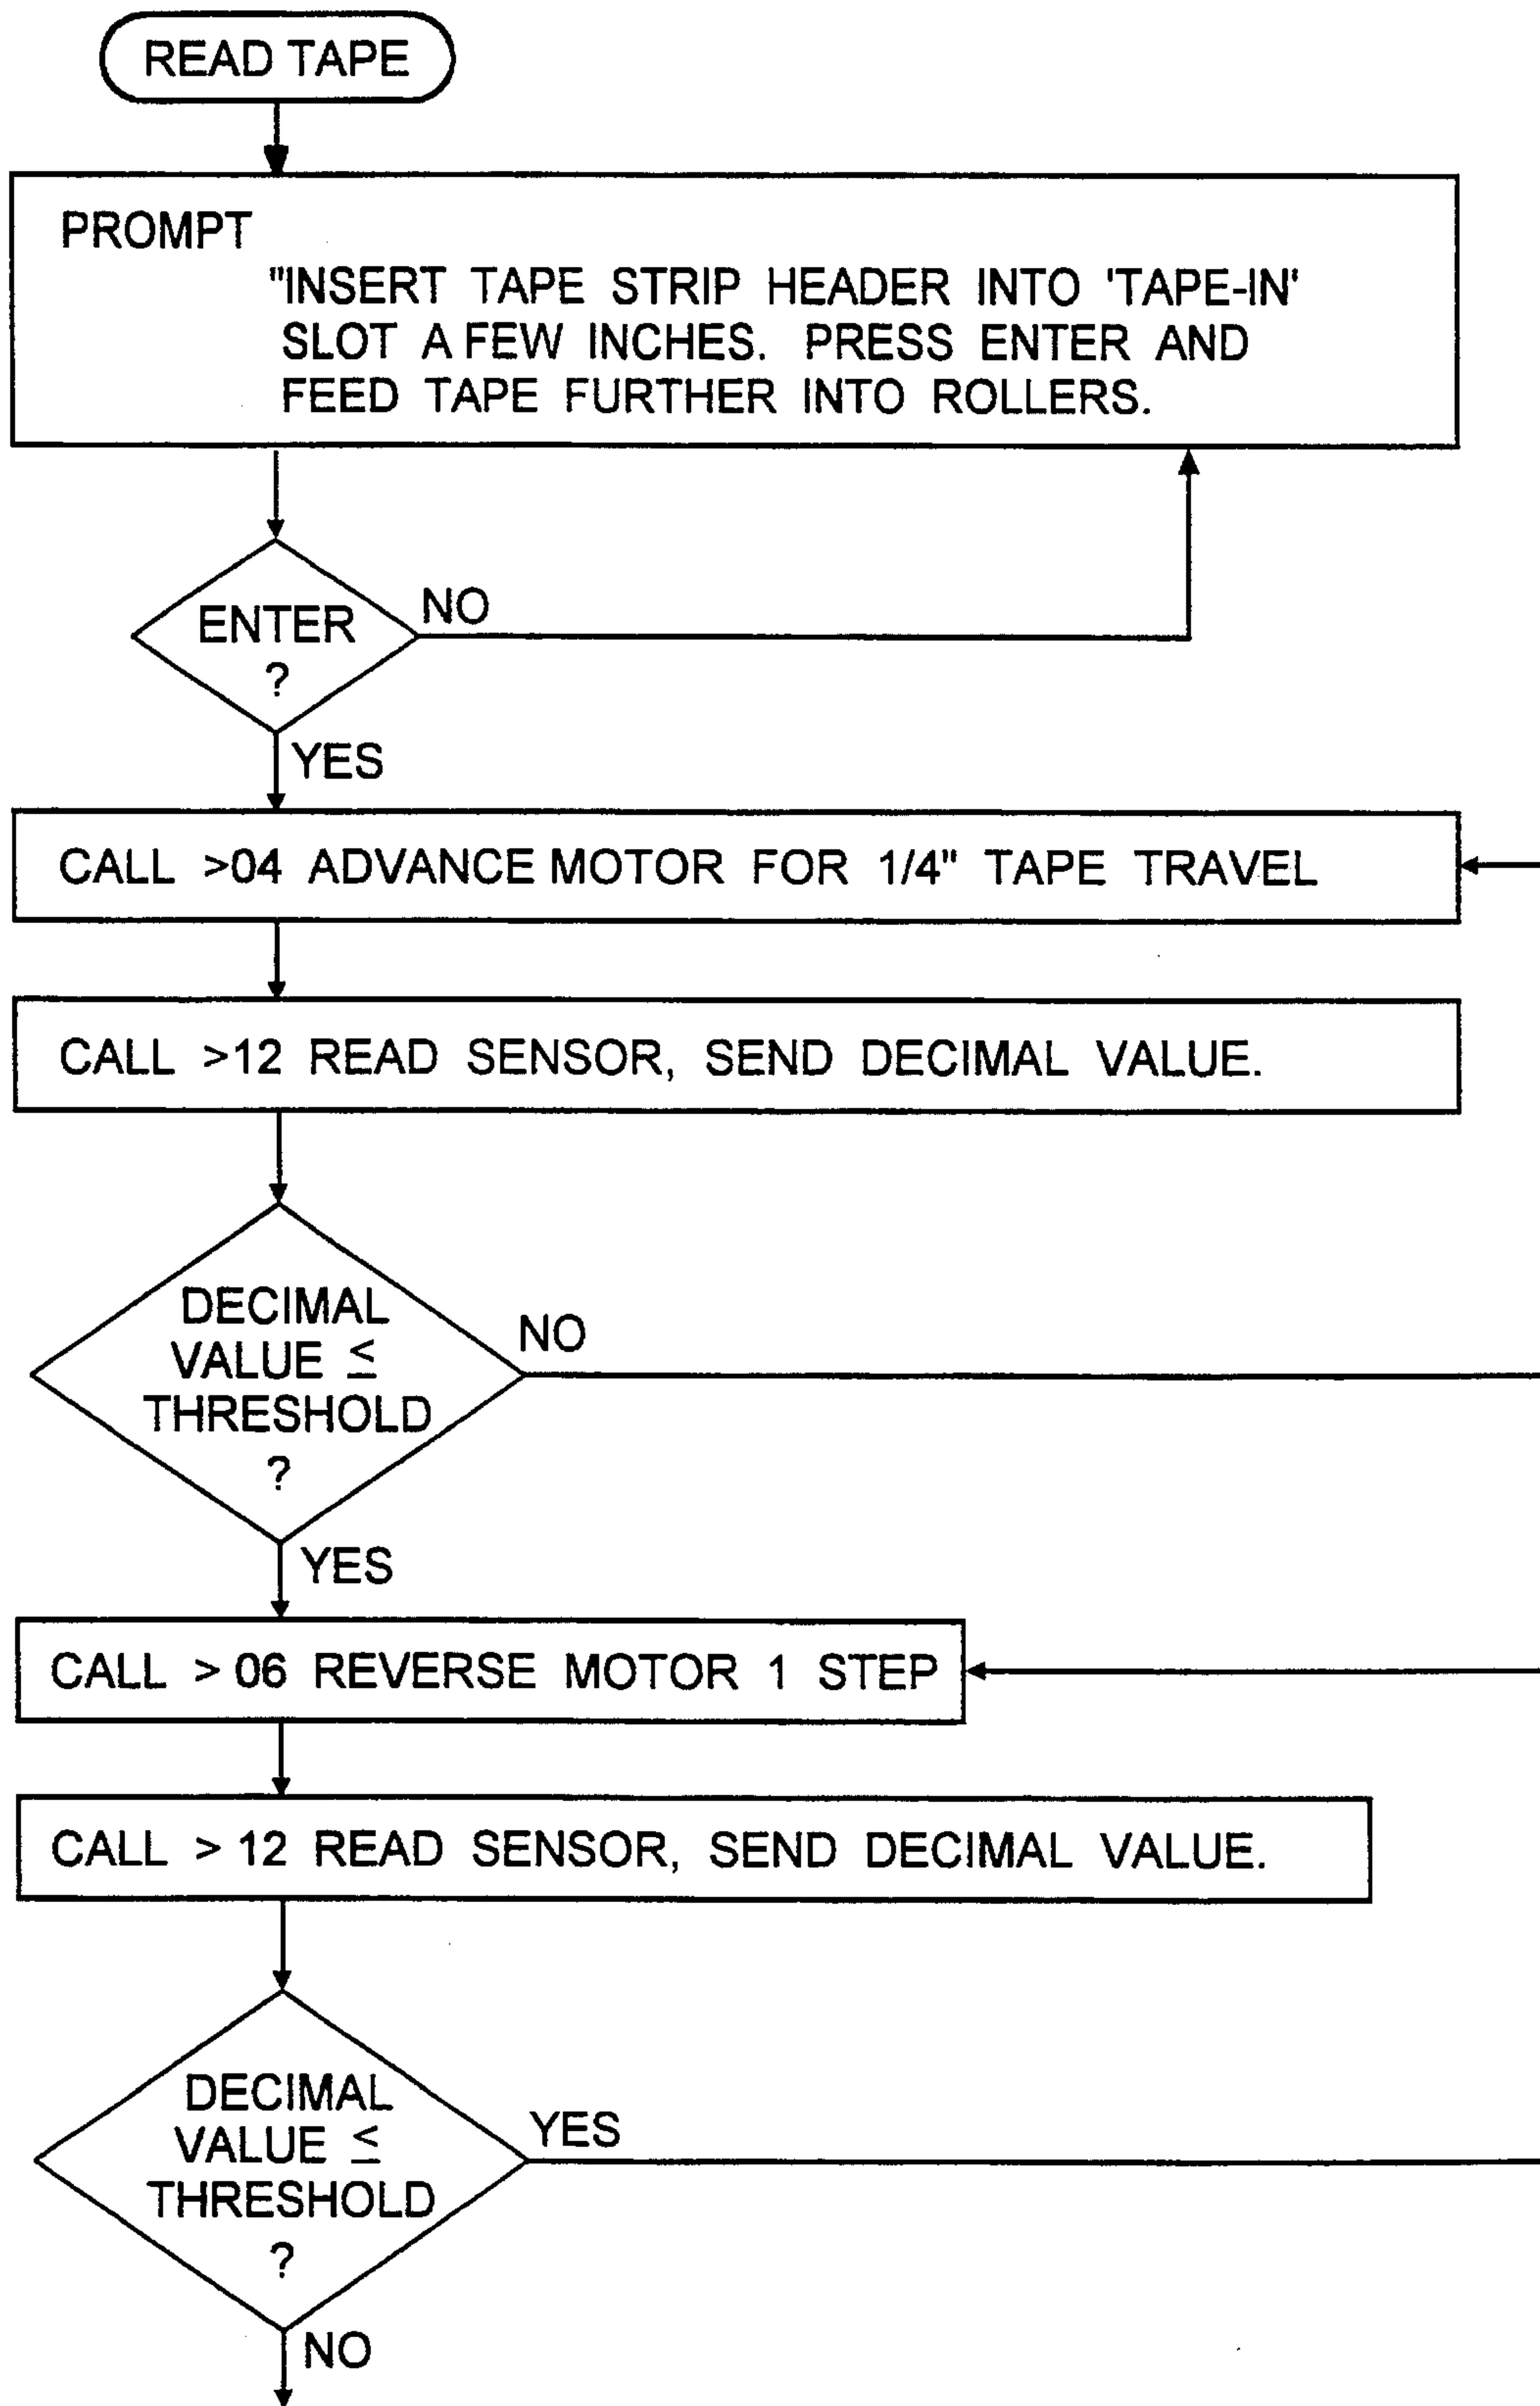 READ TAPE
PROMPT
"INSERT TAPE STRIP HEADER INTO 'TAPE-IN'
SLOT A FEW INCHES. PRESS ENTER AND
FEED TAPE FURTHER INTO ROLLERS.
ENTER
?
NO
YES
CALL >04 ADVANCE MOTOR FOR 1/4" TAPE TRAVEL
CALL >12 READ SENSOR, SEND DECIMAL VALUE.
DECIMAL
VALUE ≤
THRESHOLD
?
NO
YES
CALL > 06 REVERSE MOTOR 1 STEP
CALL > 12 READ SENSOR, SEND DECIMAL VALUE.
DECIMAL
VALUE ≤
THRESHOLD
?
YES
NO